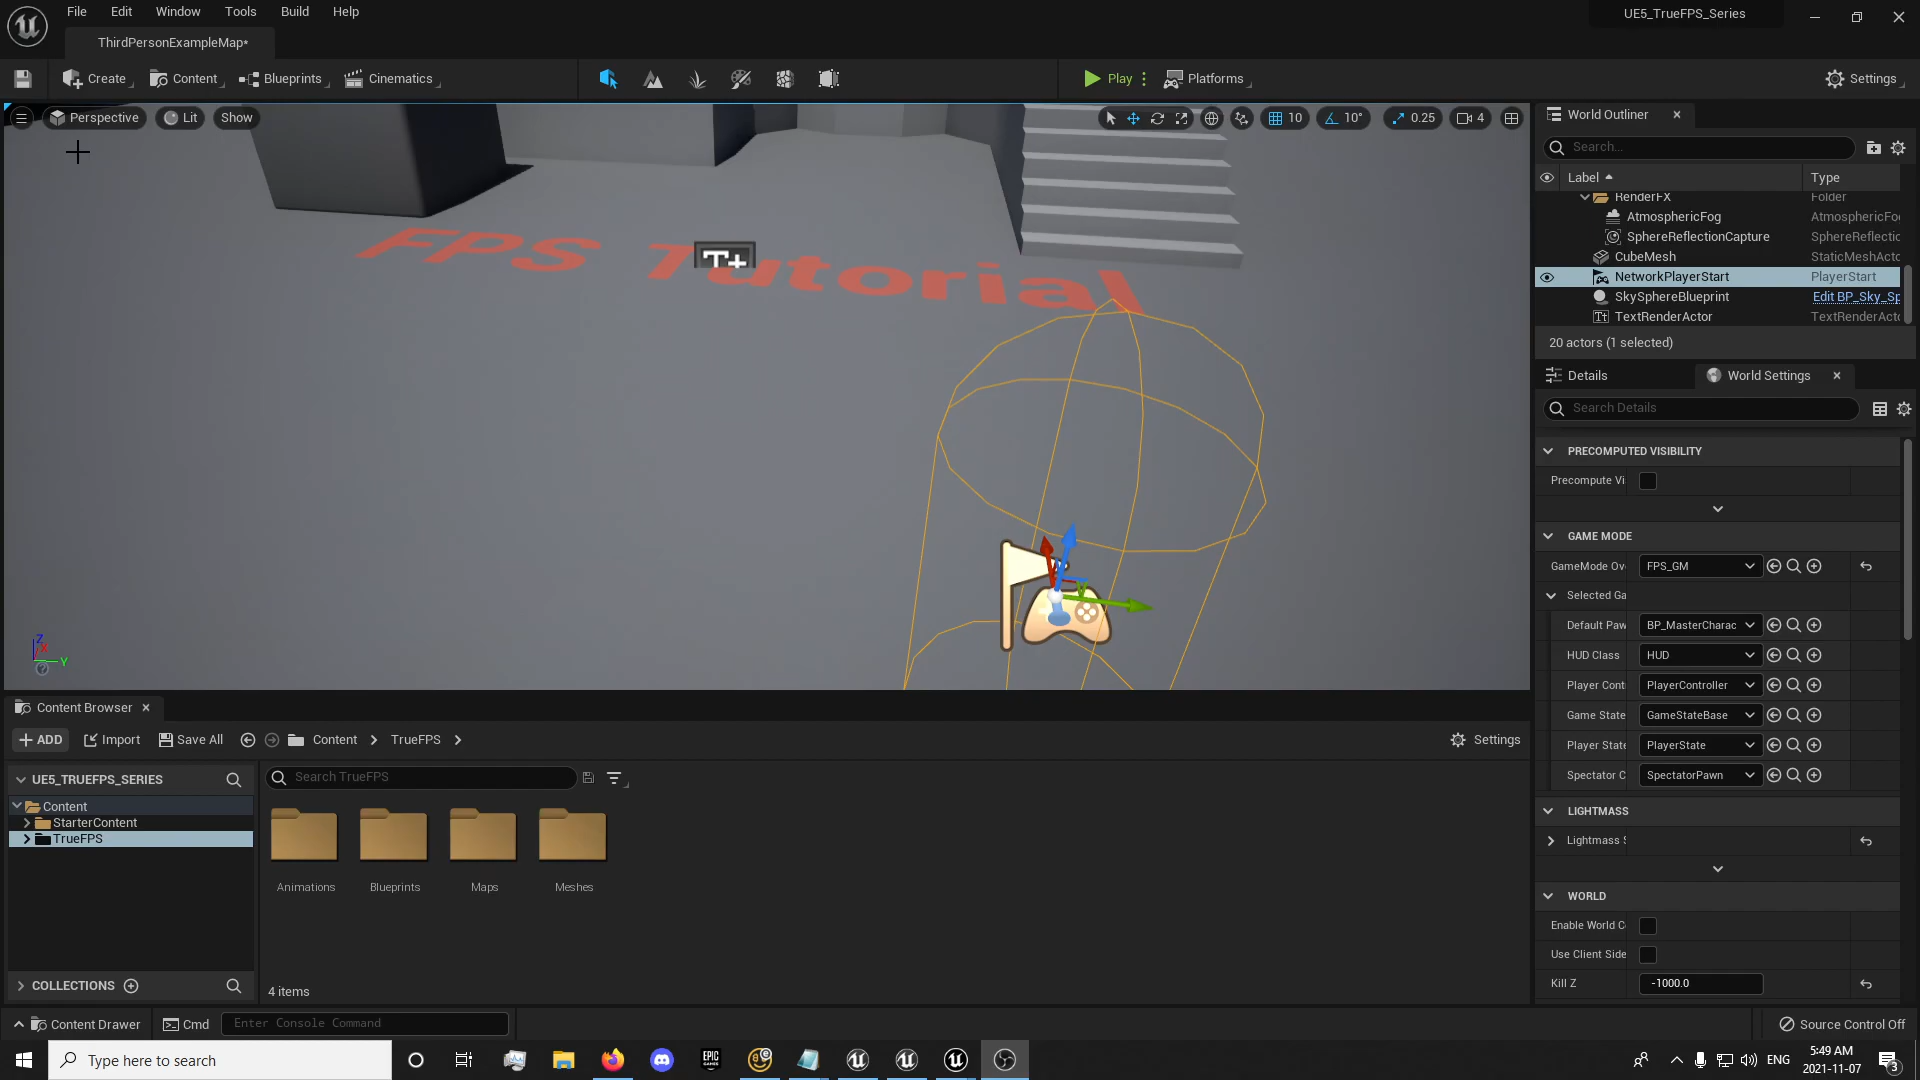 File Edit Window Tools Build Help
UE5_TrueFPS_Series
ThirdPersonExampleMap*
Create Content Blueprints Cinematics Play Platforms Settings
Perspective Lit Show 10 10° 0.25 4
FPS Tutorial
T+
Z
X
Y
World Outliner
Search...
Label Type
RenderFX Folder
AtmosphericFog AtmosphericFo
SphereReflectionCapture SphereReflectic
CubeMesh StaticMeshActo
NetworkPlayerStart PlayerStart
SkySphereBlueprint Edit BP_Sky_Sp
TextRenderActor TextRenderActo
20 actors (1 selected)
Details World Settings
Search Details
PRECOMPUTED VISIBILITY
Precompute Vi
GAME MODE
GameMode Ov FPS_GM
Selected Ga
Default Paw BP_MasterCharac
HUD Class HUD
Player Cont PlayerController
Game State GameStateBase
Player State PlayerState
Spectator C SpectatorPawn
LIGHTMASS
Lightmass S
WORLD
Enable World C
Use Client Side
Kill Z -1000.0
Content Browser
ADD Import Save All Content TrueFPS Settings
UE5_TRUEFPS_SERIES
Search TrueFPS
Content
StarterContent
TrueFPS
Animations Blueprints Maps Meshes
COLLECTIONS
4 items
Content Drawer Cmd Enter Console Command Source Control Off
Type here to search
EPIC GAMES
ENG
5:49 AM
2021-11-07
3